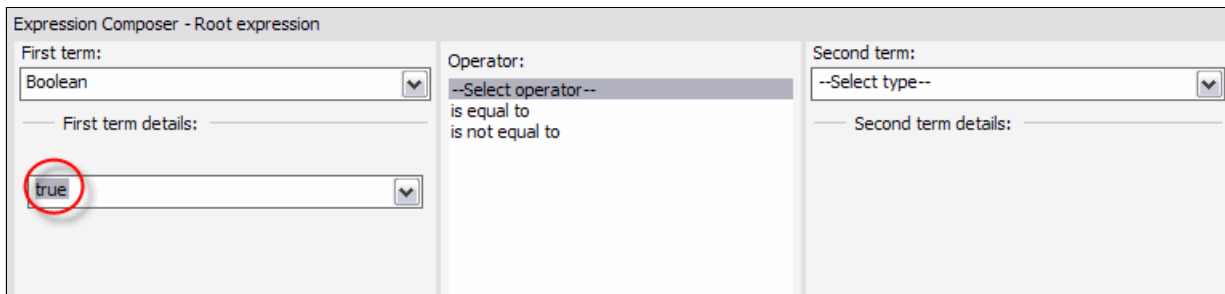 Expression Composer - Root expression
First term:
Boolean
First term details:
true
Operator:
--Select operator--
is equal to
is not equal to
Second term:
--Select type--
Second term details: